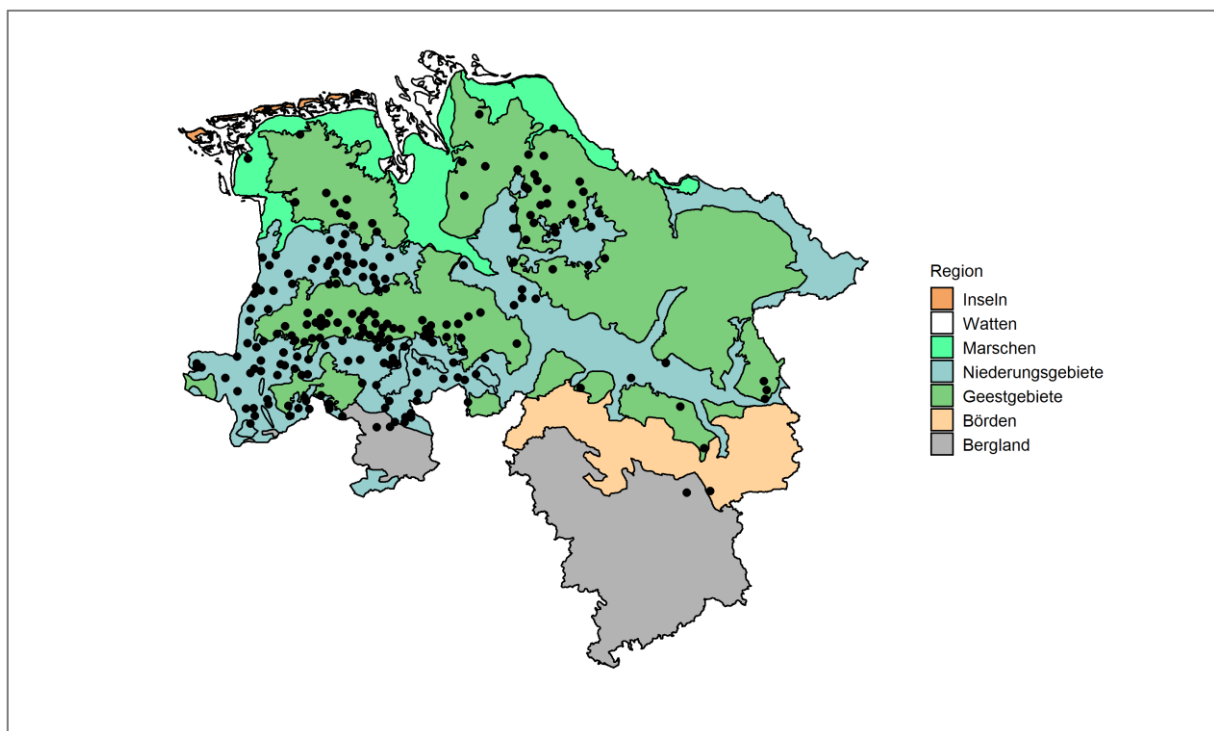 Region
Inseln
Watten
Marschen
Niederungsgebiete
Geestgebiete
Börden
Bergland